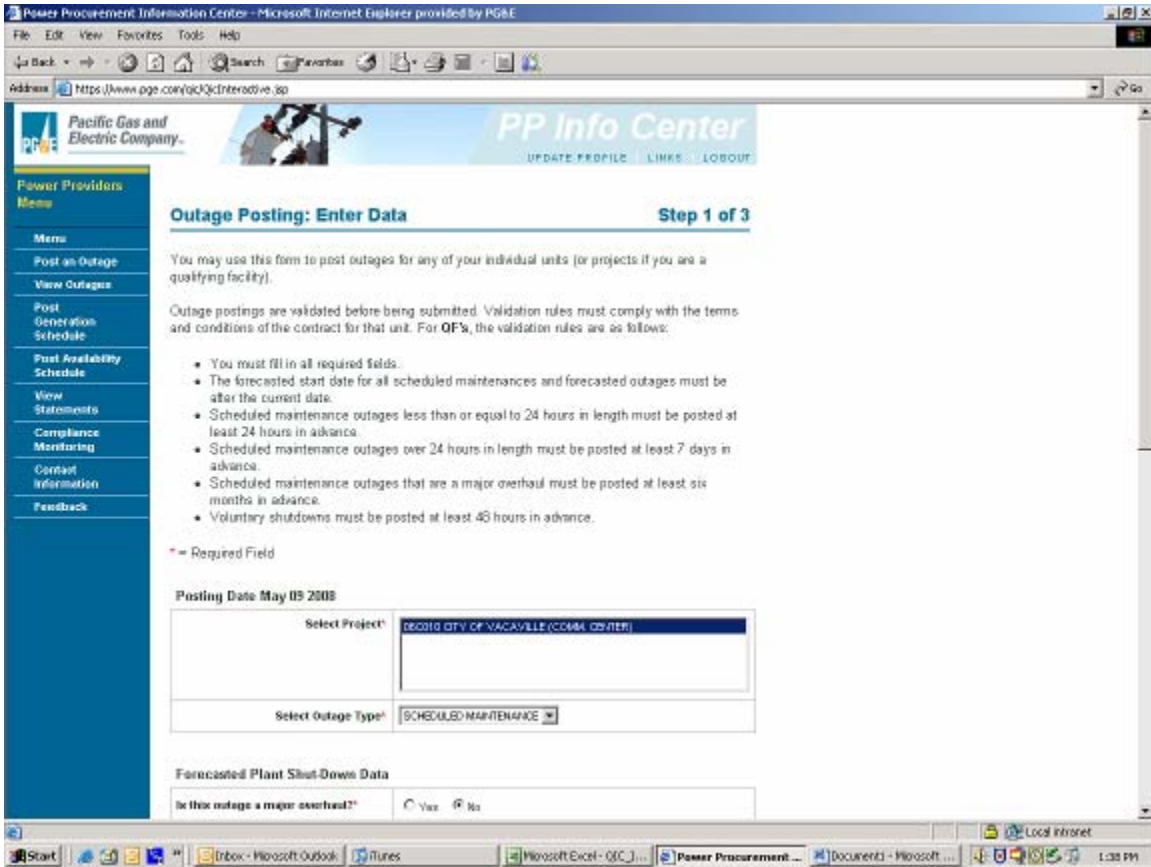 Power Procurement Information Center - Microsoft Internet Explorer provided by PG&E
File Edit View Favorites Tools Help
Back Search Favorites
Address https://www.pge.com/qic/QicInteractive.jsp Go
PG&E
Pacific Gas and
Electric Company
PP Info Center
UPDATE PROFILE LINKS LOGOUT
Power Providers
Menu
Menu
Post an Outage
View Outages
Post
Generation
Schedule
Post Availability
Schedule
View
Statements
Compliance
Monitoring
Contact
Information
Feedback
Outage Posting: Enter Data Step 1 of 3
You may use this form to post outages for any of your individual units (or projects if you are a
qualifying facility).
Outage postings are validated before being submitted. Validation rules must comply with the terms
and conditions of the contract for that unit. For QF's, the validation rules are as follows:
• You must fill in all required fields.
• The forecasted start date for all scheduled maintenances and forecasted outages must be
after the current date.
• Scheduled maintenance outages less than or equal to 24 hours in length must be posted at
least 24 hours in advance.
• Scheduled maintenance outages over 24 hours in length must be posted at least 7 days in
advance.
• Scheduled maintenance outages that are a major overhaul must be posted at least six
months in advance.
• Voluntary shutdowns must be posted at least 48 hours in advance.
* = Required Field
Posting Date May 09 2008
Select Project*
CITY OF VACAVILLE (COMM. CENTER)
Select Outage Type* SCHEDULED MAINTENANCE
Forecasted Plant Shut-Down Data
Is this outage a major overhaul?* Yes No
Local intranet
Start Inbox - Microsoft Outlook iTunes Microsoft Excel - QIC_J... Power Procurement ... Document1 - Microsoft ... 1:38 PM